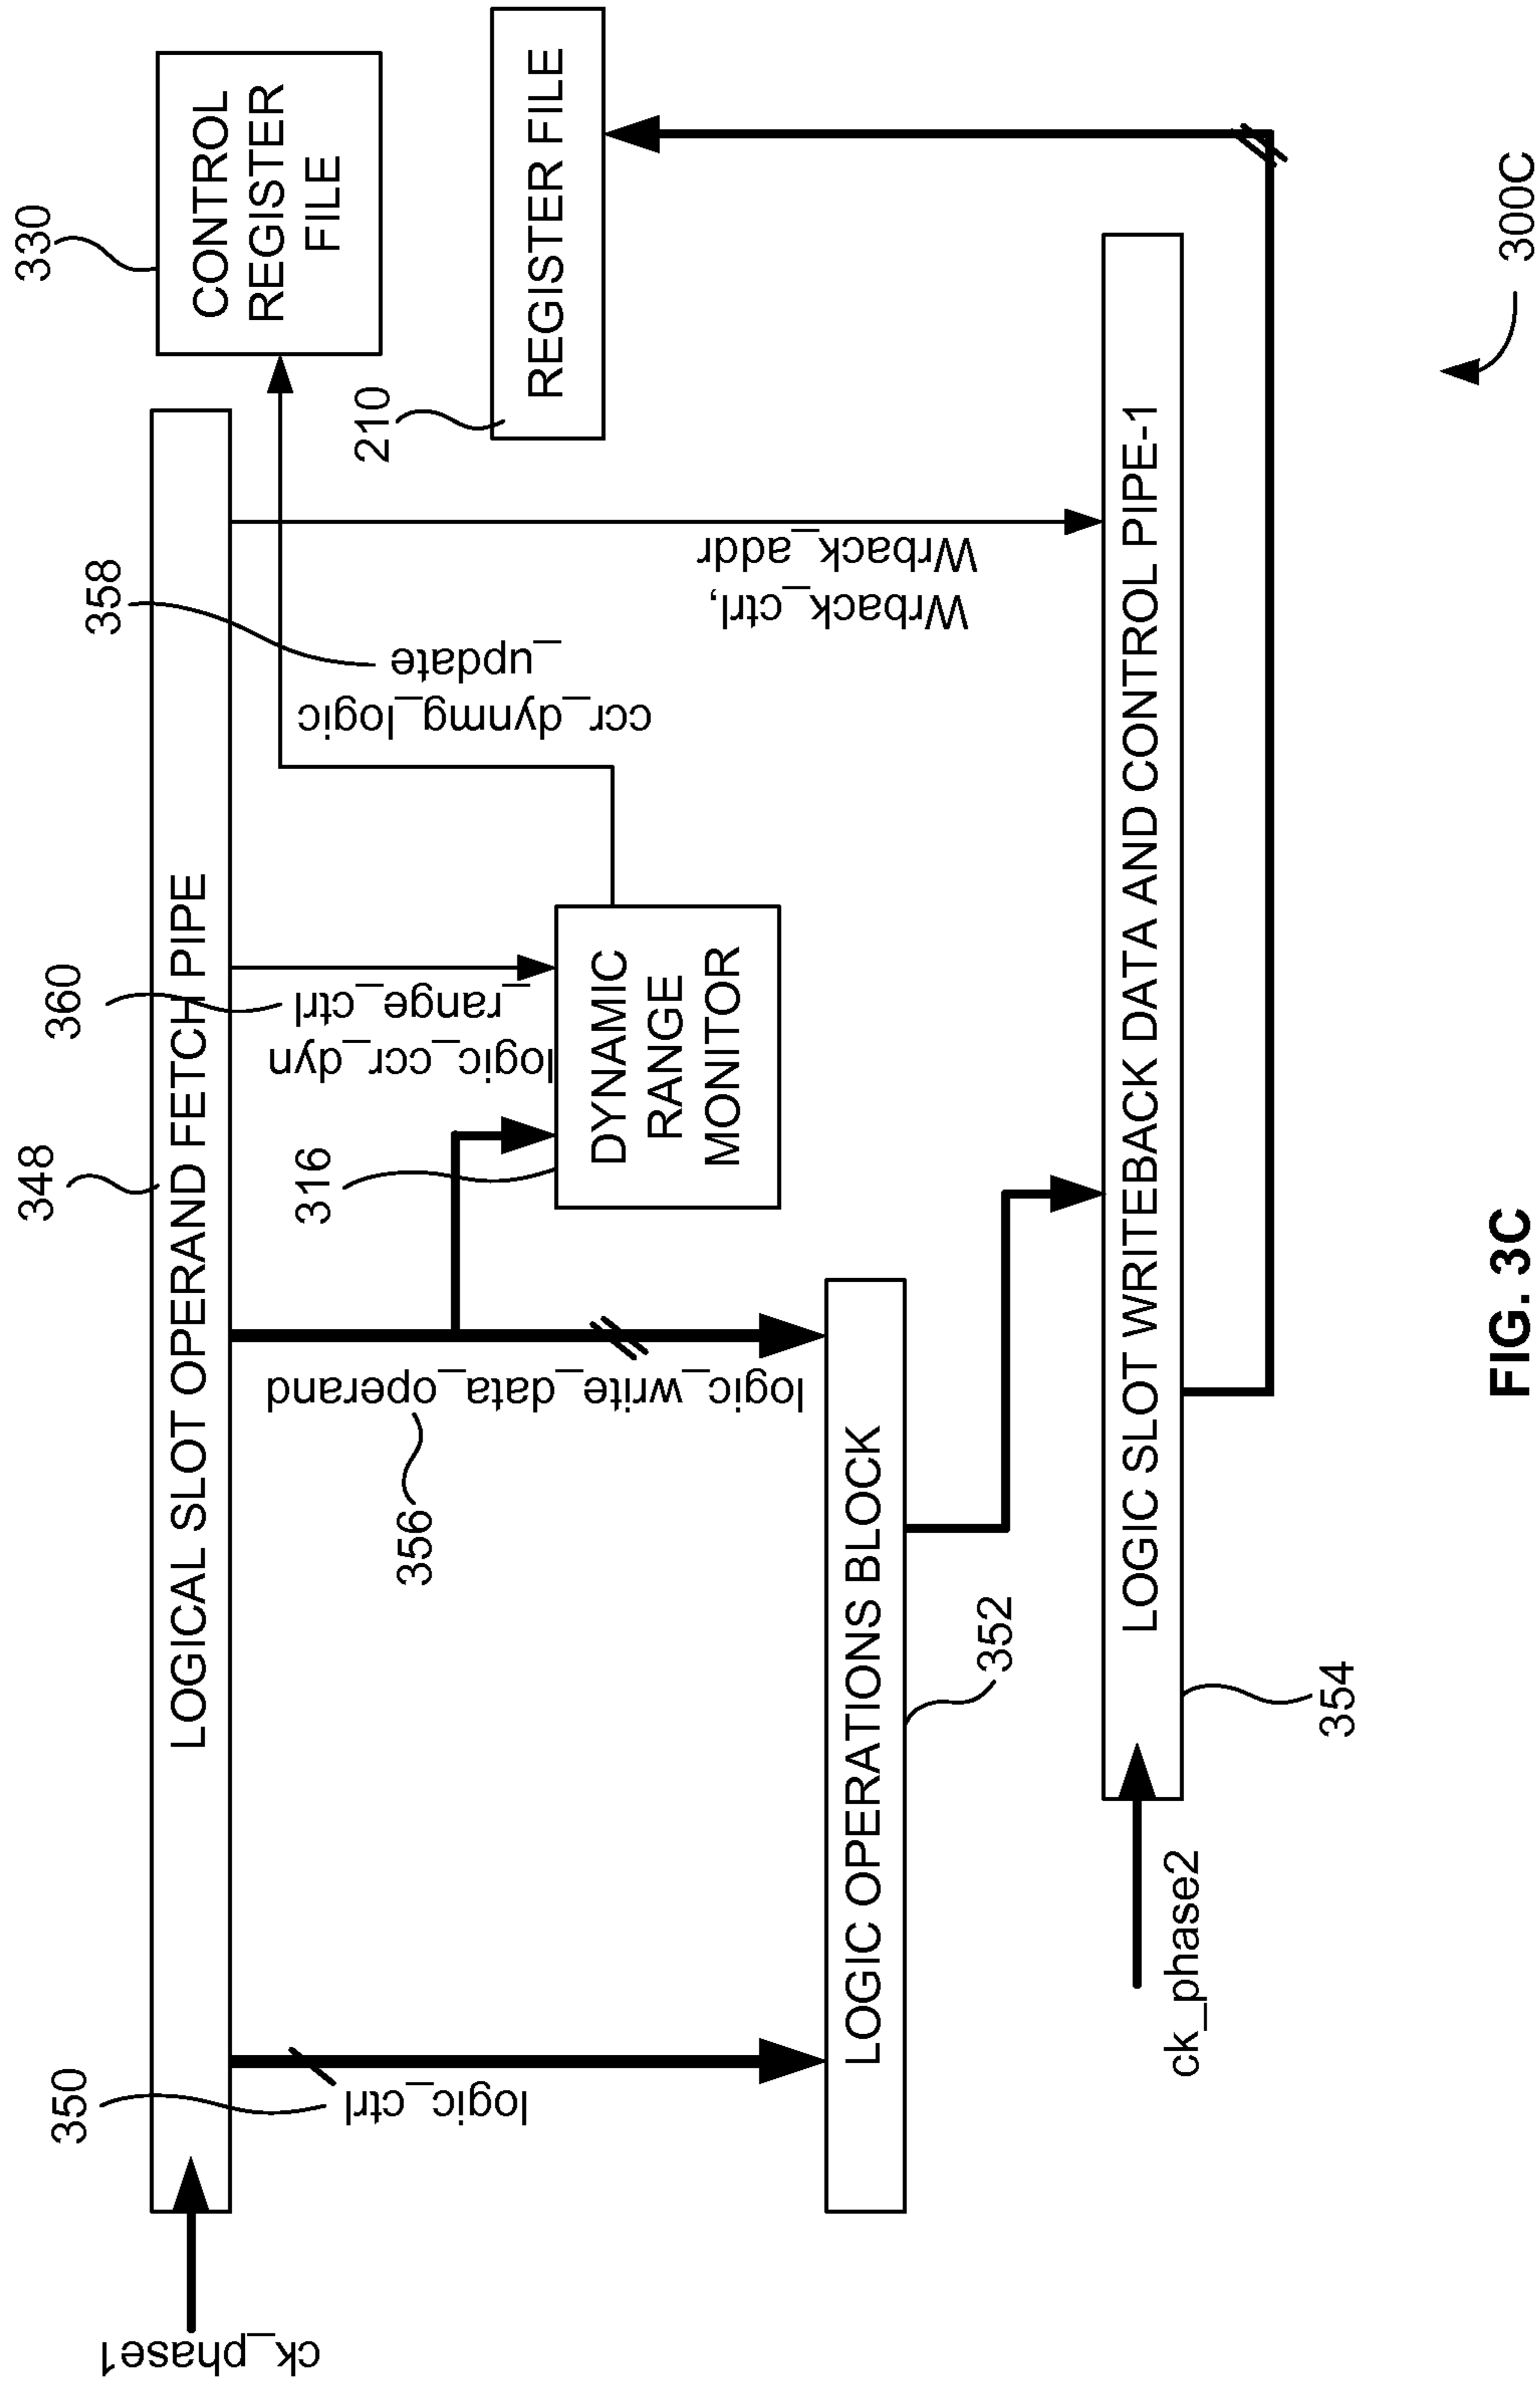 ck_phase1
350
logic_ctrl
LOGICAL SLOT OPERAND FETCH PIPE
348
356
logic_write_data_operand
316
360
logic_ccr_dyn
_range_ctrl
DYNAMIC
RANGE
MONITOR
358
ccr_dynmg_logic
_update
Wrback_ctrl,
Wrback_addr
330
CONTROL
REGISTER
FILE
210
REGISTER FILE
LOGIC OPERATIONS BLOCK
352
ck_phase2
LOGIC SLOT WRITEBACK DATA AND CONTROL PIPE-1
354
300C
FIG. 3C